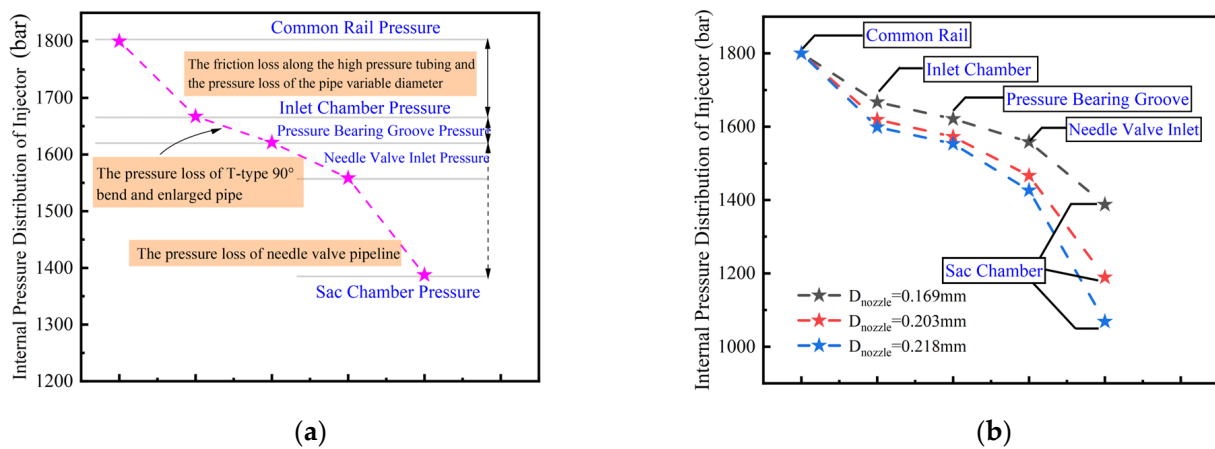 Internal Pressure Distribution of Injector (bar)
1800
1700
1600
1500
1400
1300
1200
Common Rail Pressure
The friction loss along the high pressure tubing and
the pressure loss of the pipe variable diameter
Inlet Chamber Pressure
Pressure Bearing Groove Pressure
Needle Valve Inlet Pressure
The pressure loss of T-type 90°
bend and enlarged pipe
The pressure loss of needle valve pipeline
Sac Chamber Pressure
(a)
Internal Pressure Distribution of Injector (bar)
1800
1600
1400
1200
1000
Common Rail
Inlet Chamber
Pressure Bearing Groove
Needle Valve Inlet
Sac Chamber
Dnozzle=0.169mm
Dnozzle=0.203mm
Dnozzle=0.218mm
(b)